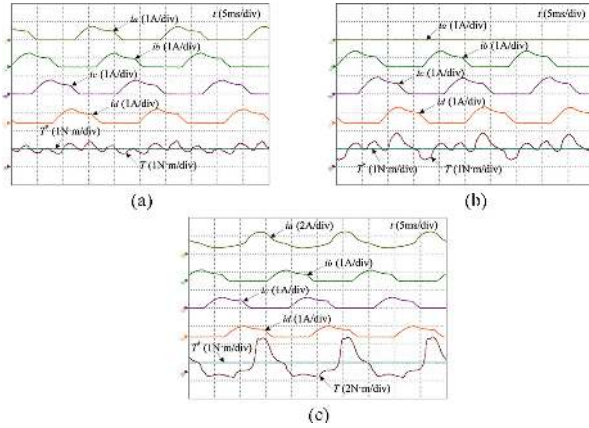 t (5ms/div)
ia (1A/div)
ib (1A/div)
ic (1A/div)
id (1A/div)
T* (1N·m/div)
T (1N·m/div)
(a)
t (5ms/div)
ia (1A/div)
ib (1A/div)
ic (1A/div)
id (1A/div)
T* (1N·m/div)
T (1N·m/div)
(b)
ia (2A/div)
t (5ms/div)
ib (1A/div)
ic (1A/div)
id (1A/div)
T* (1N·m/div)
T (2N·m/div)
(c)